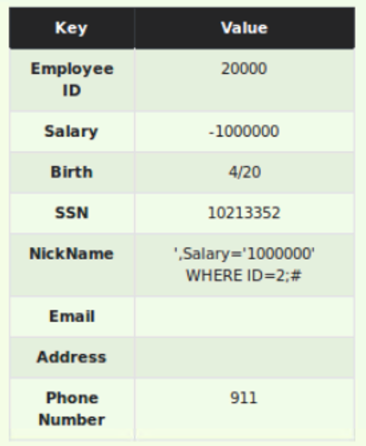 Key Value
Employee 20000
ID
Salary -1000000
Birth 4/20
SSN 10213352
NickName ',Salary='1000000'
WHERE ID=2;#
Email
Address
Phone 911
Number